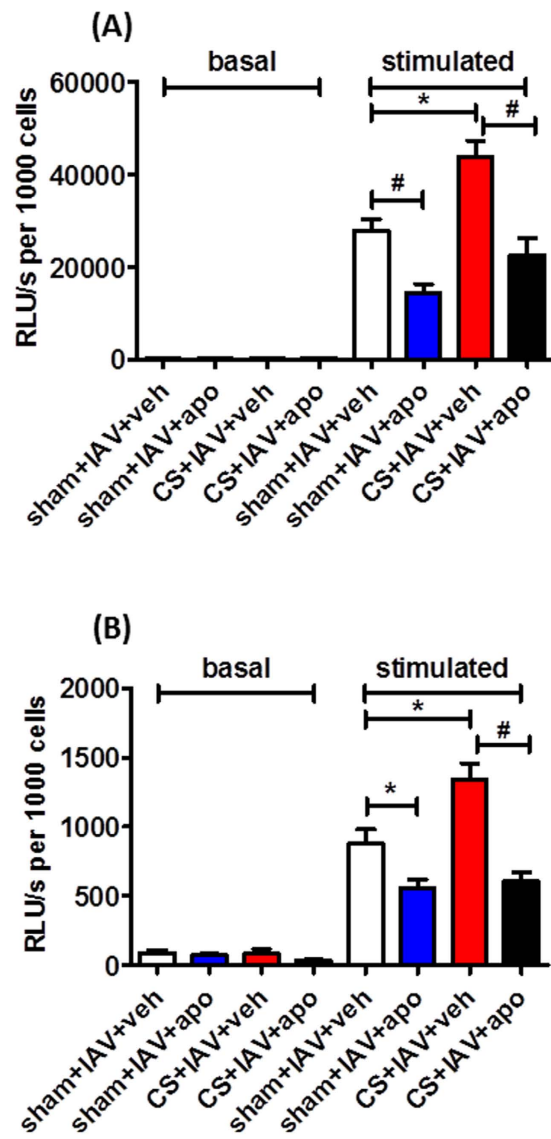 (A)
basal stimulated
60000
* #
40000
#
20000
0
RLU/s per 1000 cells
sham+IAV+veh
sham+IAV+apo
CS+IAV+veh
CS+IAV+apo
sham+IAV+veh
sham+IAV+apo
CS+IAV+veh
CS+IAV+apo
(B)
basal stimulated
2000
*
#
1500
*
1000
500
0
RLU/s per 1000 cells
sham+IAV+veh
sham+IAV+apo
CS+IAV+veh
CS+IAV+apo
sham+IAV+veh
sham+IAV+apo
CS+IAV+veh
CS+IAV+apo